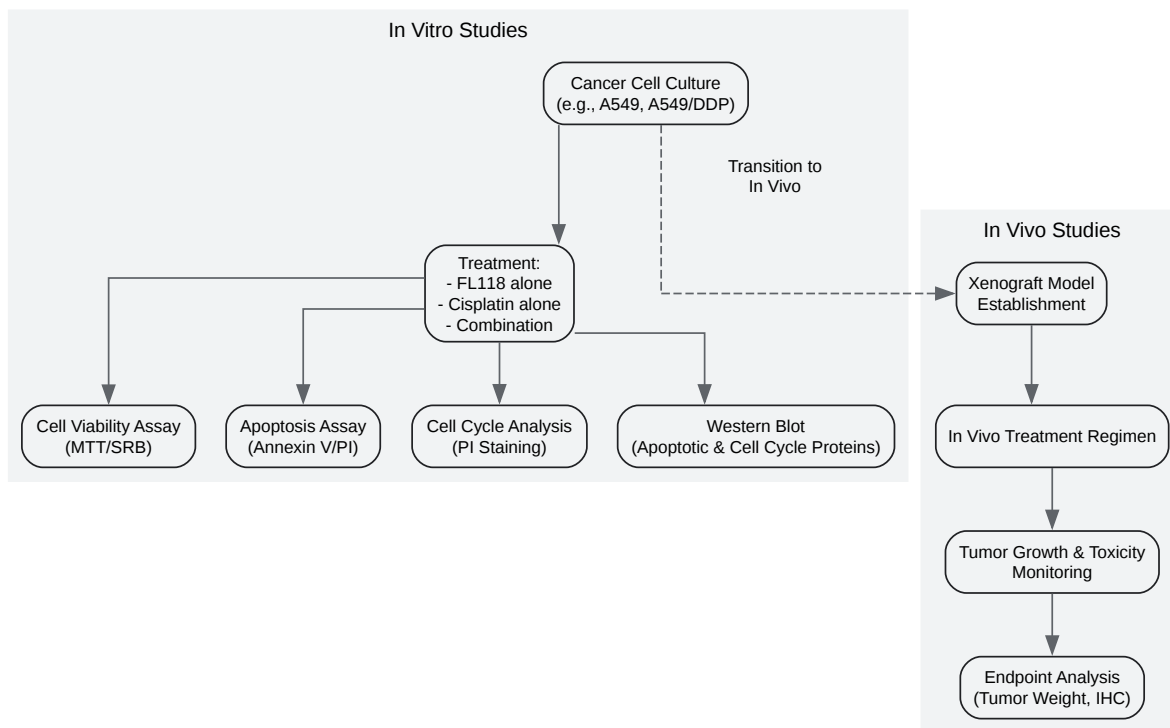 In Vitro Studies
Cancer Cell Culture
(e.g., A549, A549/DDP)
Transition to
In Vivo
Treatment:
- FL118 alone
- Cisplatin alone
- Combination
Cell Viability Assay
(MTT/SRB)
Apoptosis Assay
(Annexin V/PI)
Cell Cycle Analysis
(PI Staining)
Western Blot
(Apoptotic & Cell Cycle Proteins)
In Vivo Studies
Xenograft Model
Establishment
In Vivo Treatment Regimen
Tumor Growth & Toxicity
Monitoring
Endpoint Analysis
(Tumor Weight, IHC)